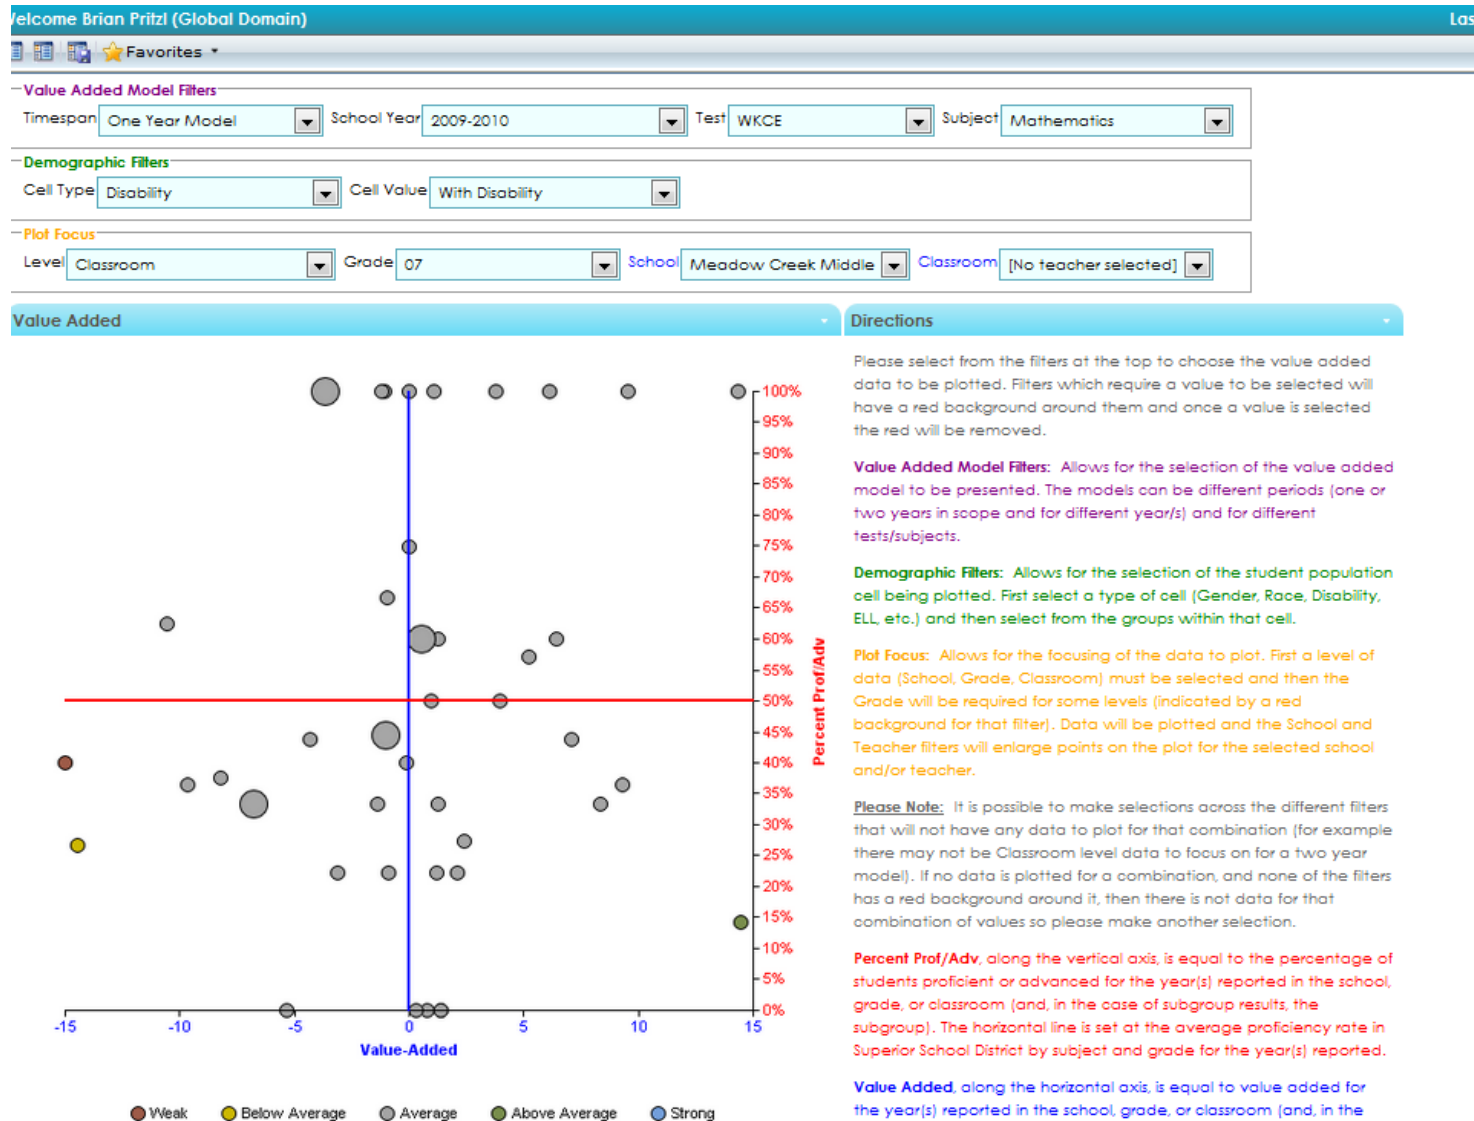 Welcome Brian Pritzl (Global Domain)
Las
Favorites
Value Added Model Filters
Timespan One Year Model School Year 2009-2010 Test WKCE Subject Mathematics
Demographic Filters
Cell Type Disability Cell Value With Disability
Plot Focus
Level Classroom Grade 07 School Meadow Creek Middle Classroom [No teacher selected]
Value Added
100%
95%
90%
85%
80%
75%
70%
65%
60%
55%
50%
45%
40%
35%
30%
25%
20%
15%
10%
5%
0%
Percent Prof/Adv
-15 -10 -5 0 5 10 15
Value-Added
Weak Below Average Average Above Average Strong
Directions
Please select from the filters at the top to choose the value added
data to be plotted. Filters which require a value to be selected will
have a red background around them and once a value is selected
the red will be removed.
Value Added Model Filters: Allows for the selection of the value added
model to be presented. The models can be different periods (one or
two years in scope and for different year/s) and for different
tests/subjects.
Demographic Filters: Allows for the selection of the student population
cell being plotted. First select a type of cell (Gender, Race, Disability,
ELL, etc.) and then select from the groups within that cell.
Plot Focus: Allows for the focusing of the data to plot. First a level of
data (School, Grade, Classroom) must be selected and then the
Grade will be required for some levels (indicated by a red
background for that filter). Data will be plotted and the School and
Teacher filters will enlarge points on the plot for the selected school
and/or teacher.
Please Note: It is possible to make selections across the different filters
that will not have any data to plot for that combination (for example
there may not be Classroom level data to focus on for a two year
model). If no data is plotted for a combination, and none of the filters
has a red background around it, then there is not data for that
combination of values so please make another selection.
Percent Prof/Adv, along the vertical axis, is equal to the percentage of
students proficient or advanced for the year(s) reported in the school,
grade, or classroom (and, in the case of subgroup results, the
subgroup). The horizontal line is set at the average proficiency rate in
Superior School District by subject and grade for the year(s) reported.
Value Added, along the horizontal axis, is equal to value added for
the year(s) reported in the school, grade, or classroom (and, in the